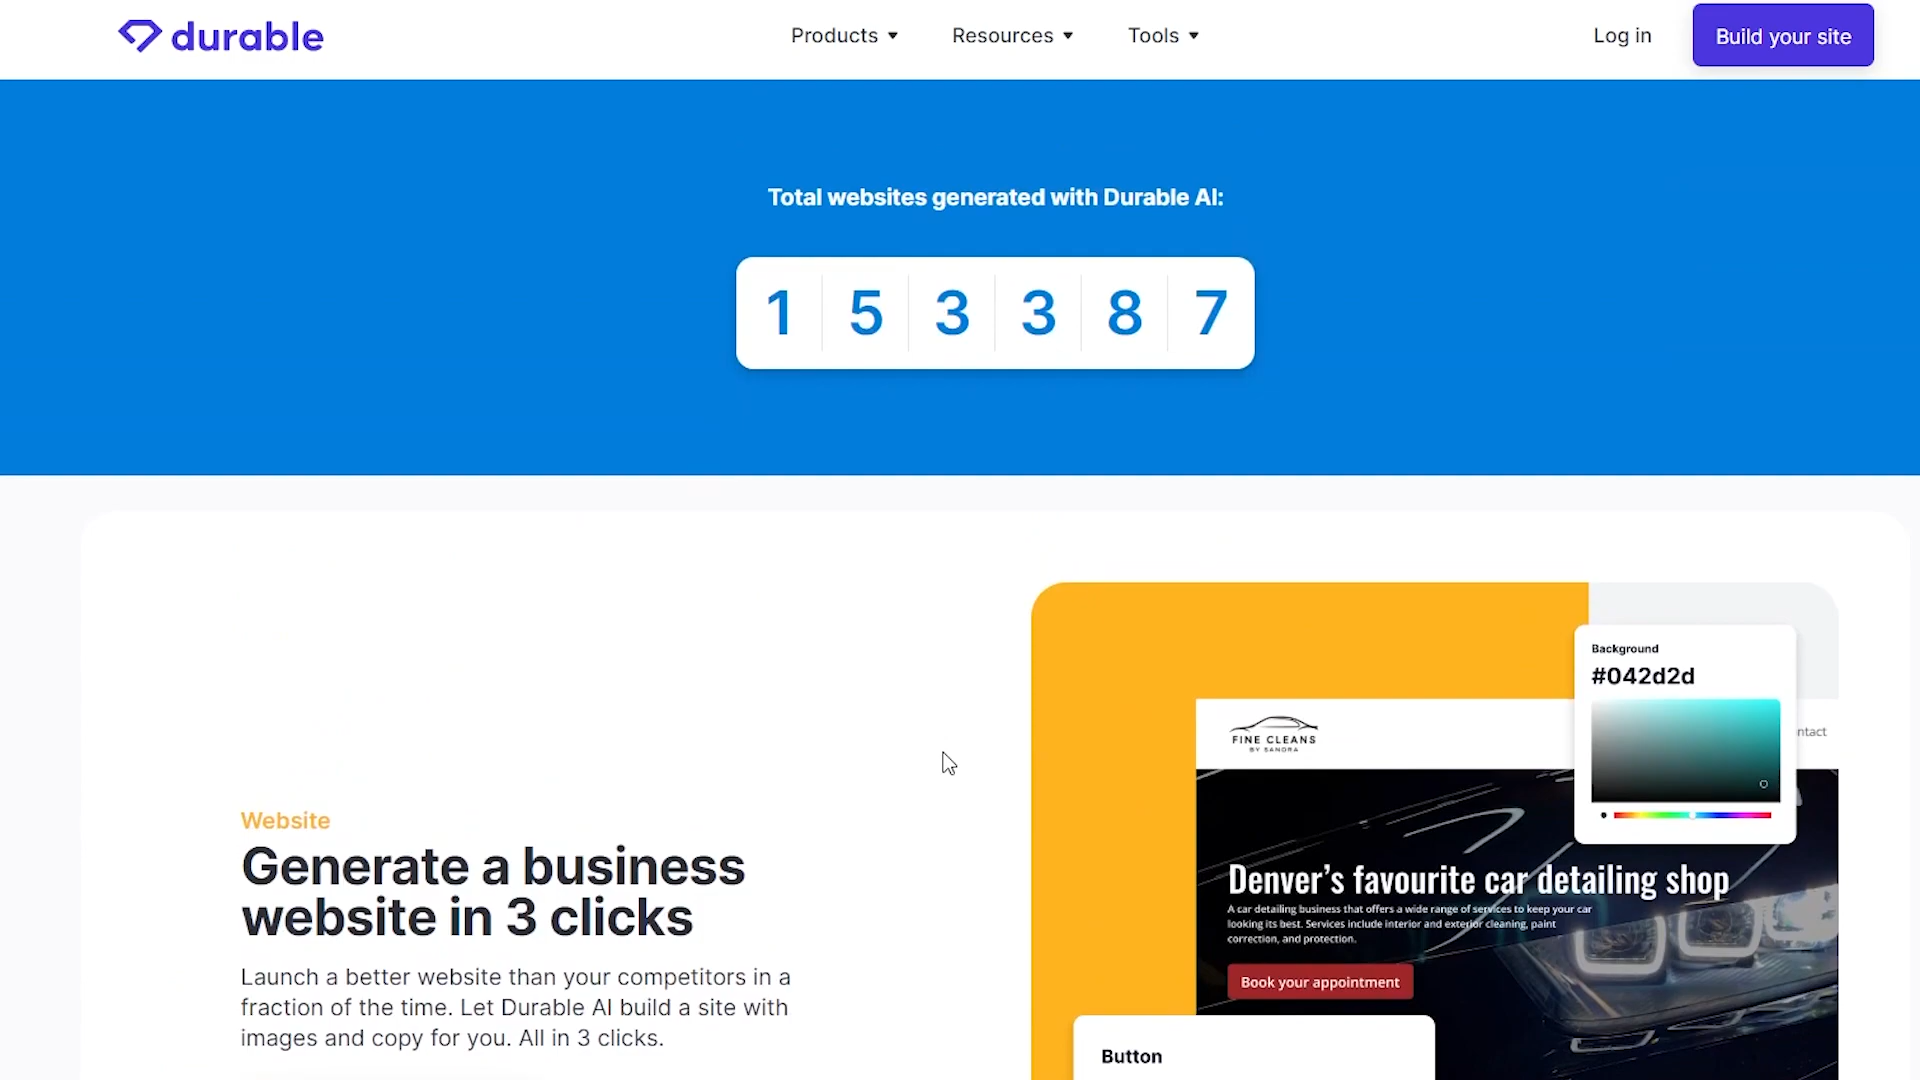 durable
Products
Resources
Tools
Log in
Build your site
Total websites generated with Durable AI:
1 5 3 3 8 7
Website
Generate a business
website in 3 clicks
Launch a better website than your competitors in a
fraction of the time. Let Durable AI build a site with
images and copy for you. All in 3 clicks.
Background
#042d2d
FINE CLEANS
BY SANDRA
ntact
Denver's favourite car detailing shop
A car detailing business that offers a wide range of services to keep your car
looking its best. Services include interior and exterior cleaning, paint
correction, and protection.
Book your appointment
Button